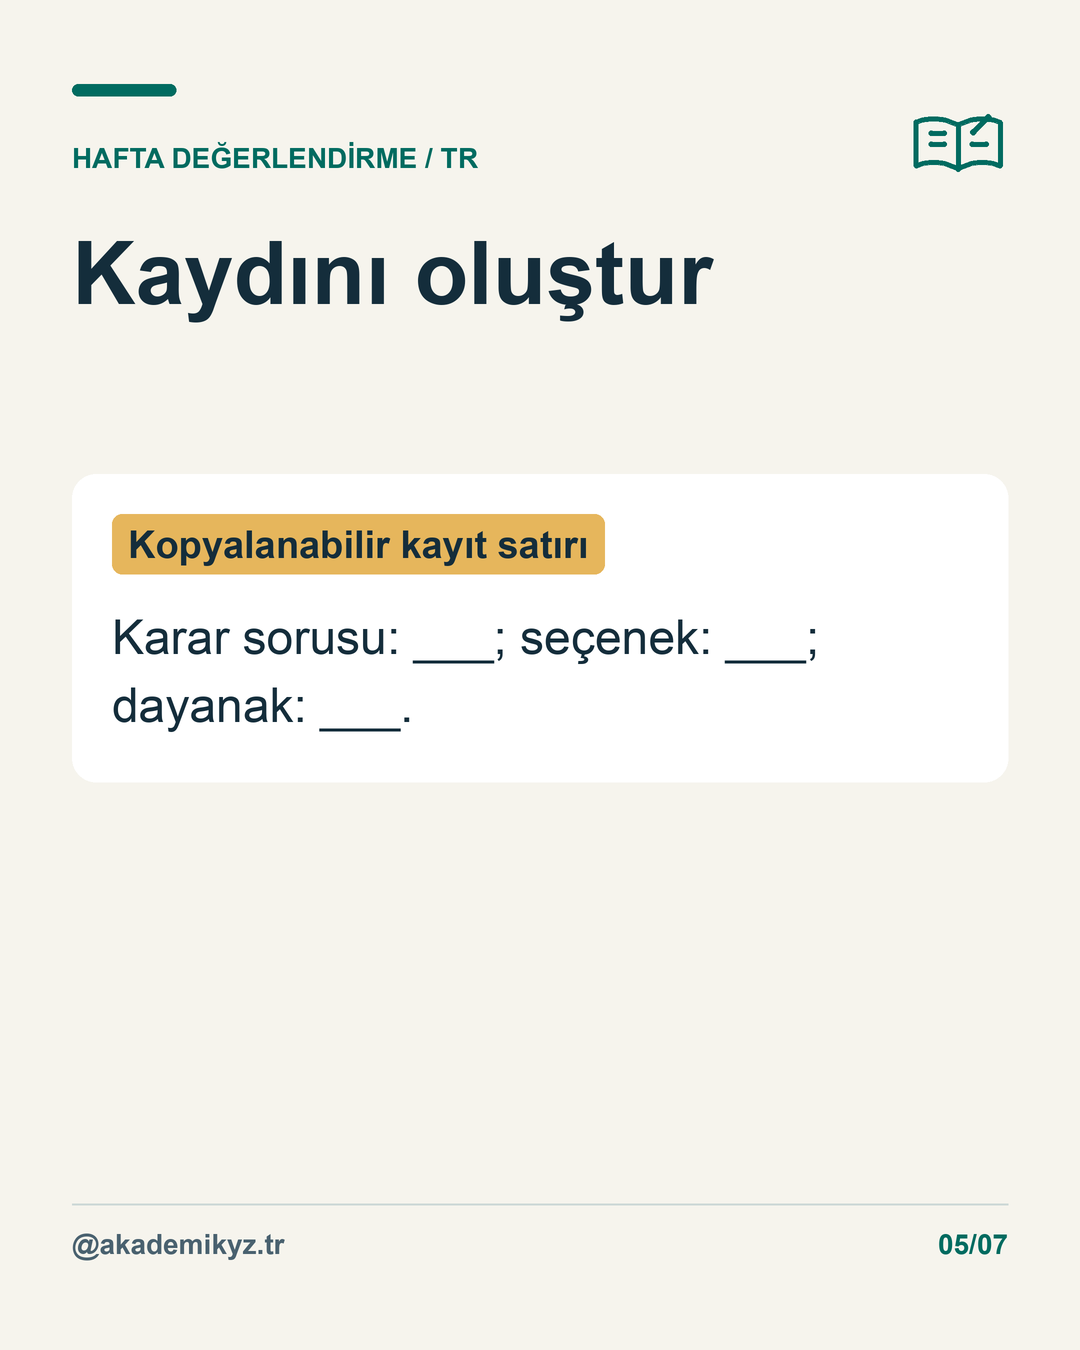 HAFTA DEĞERLENDİRME / TR
Kaydını oluştur
Kopyalanabilir kayıt satırı
Karar sorusu: ___; seçenek: ___;
dayanak: ___.
@akademikyz.tr
05/07